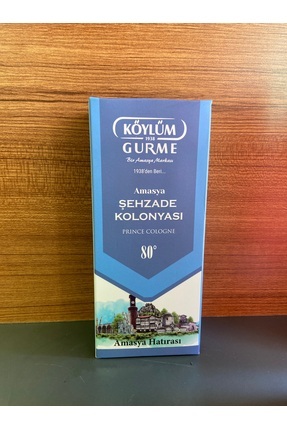 KÖYLÜM
1938
GURME
Bir Amasya Markası
1938'den Beri...
Amasya
ŞEHZADE
KOLONYASI
PRINCE COLOGNE
80°
Amasya Hatırası